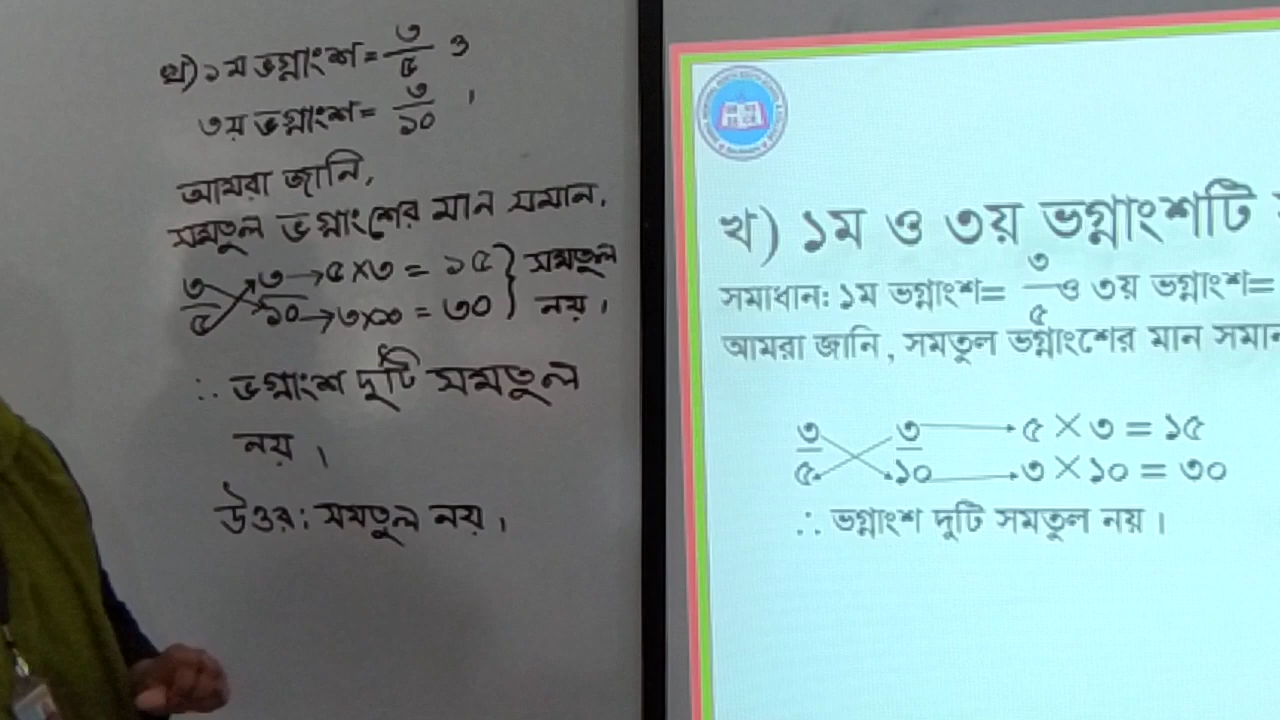 খ) ১ম ভগ্নাংশ = ৩/৫ ও
৩য় ভগ্নাংশ = ৩/১০ ।
আমরা জানি,
সমতুল ভগ্নাংশের মান সমান,
৩/৫ ৩/১০ → ৫×৩ = ১৫ } সমতুল
→ ৩×১০ = ৩০ } নয় ।
∴ ভগ্নাংশ দুটি সমতুল
নয় ।
উত্তর: সমতুল নয় ।
খ) ১ম ও ৩য় ভগ্নাংশটি
সমাধান: ১ম ভগ্নাংশ= ৩/৫ ও ৩য় ভগ্নাংশ=
আমরা জানি, সমতুল ভগ্নাংশের মান সমান
৩/৫ ৩/১০ → ৫ × ৩ = ১৫
→ ৩ × ১০ = ৩০
∴ ভগ্নাংশ দুটি সমতুল নয় ।